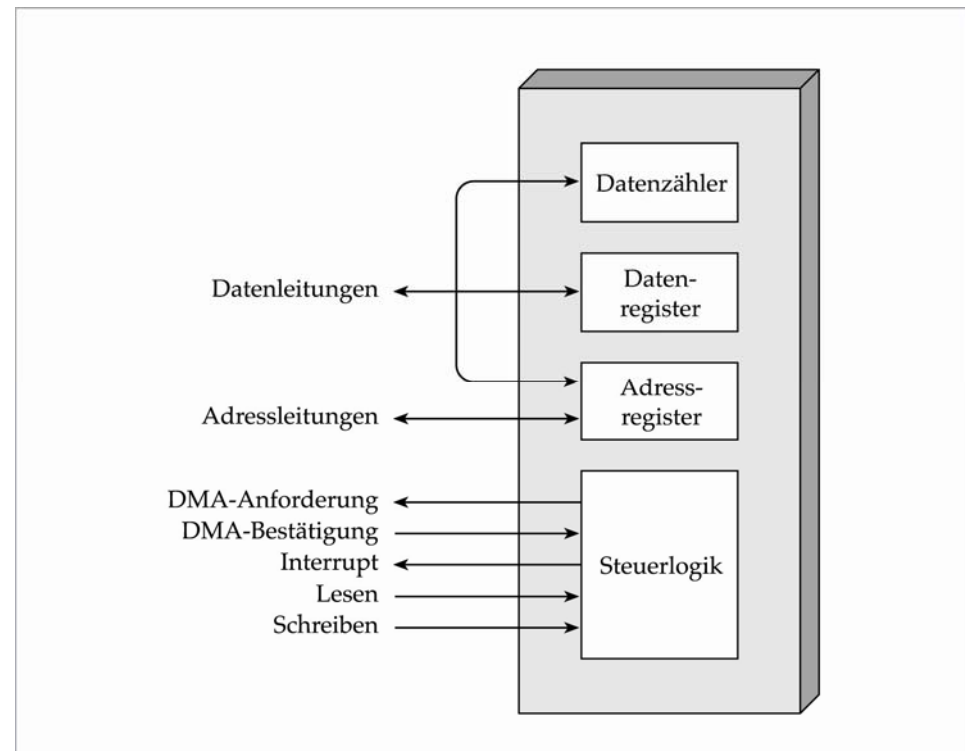 Datenzähler
Datenleitungen
Daten-
register
Adressleitungen
Adress-
register
DMA-Anforderung
DMA-Bestätigung
Interrupt
Lesen
Schreiben
Steuerlogik